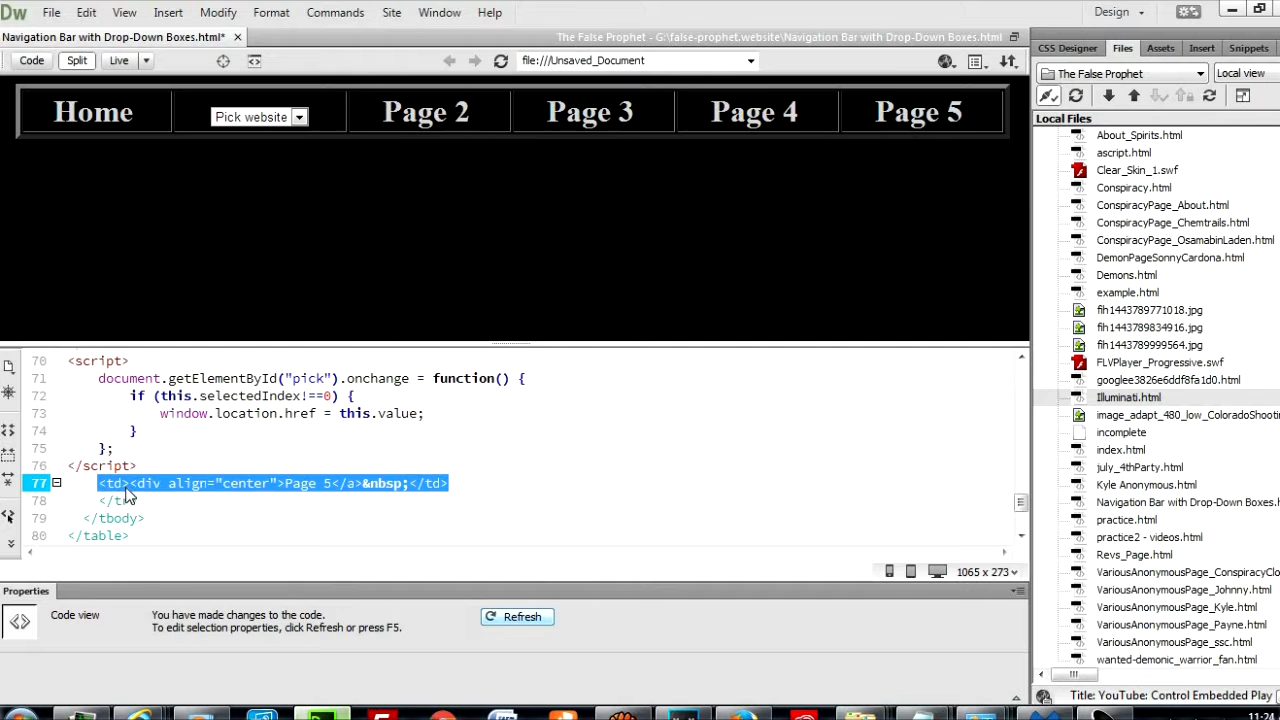 Dw File Edit View Insert Modify Format Commands Site Window Help Design
Navigation Bar with Drop-Down Boxes.html* x The False Prophet - G:\false-prophet.website\Navigation Bar with Drop-Down Boxes.html
Code Split Live file:///Unsaved_Document
Home Pick website Page 2 Page 3 Page 4 Page 5
CSS Designer Files Assets Insert Snippets
The False Prophet Local view
Local Files
About_Spirits.html
ascript.html
Clear_Skin_1.swf
Conspiracy.html
ConspiracyPage_About.html
ConspiracyPage_Chemtrails.html
ConspiracyPage_OsamabinLaden.html
DemonPageSonnyCardona.html
Demons.html
example.html
flh1443789771018.jpg
flh1443789834916.jpg
flh1443789999564.jpg
FLVPlayer_Progressive.swf
googlee3826e6ddf8fa1d0.html
Illuminati.html
image_adapt_480_low_ColoradoShooti
incomplete
index.html
july_4thParty.html
Kyle Anonymous.html
Navigation Bar with Drop-Down Boxes.h
practice.html
practice2 - videos.html
Revs_Page.html
VariousAnonymousPage_ConspiracyClo
VariousAnonymousPage_Johnny.html
VariousAnonymousPage_Kyle.html
VariousAnonymousPage_Payne.html
VariousAnonymousPage_ssc.html
wanted-demonic_warrior_fan.html
Title: YouTube: Control Embedded Play
70 <script>
71 document.getElementById("pick").onchange = function() {
72 if (this.selectedIndex!==0) {
73 window.location.href = this.value;
74 }
75 };
76 </script>
77 <td><div align="center">Page 5</a>&nbsp;</td>
78 </t
79 </tbody>
80 </table>
1065 x 273
Properties
Code view You have made changes to the code. Refresh
To edit selection properties, click Refresh or press F5.